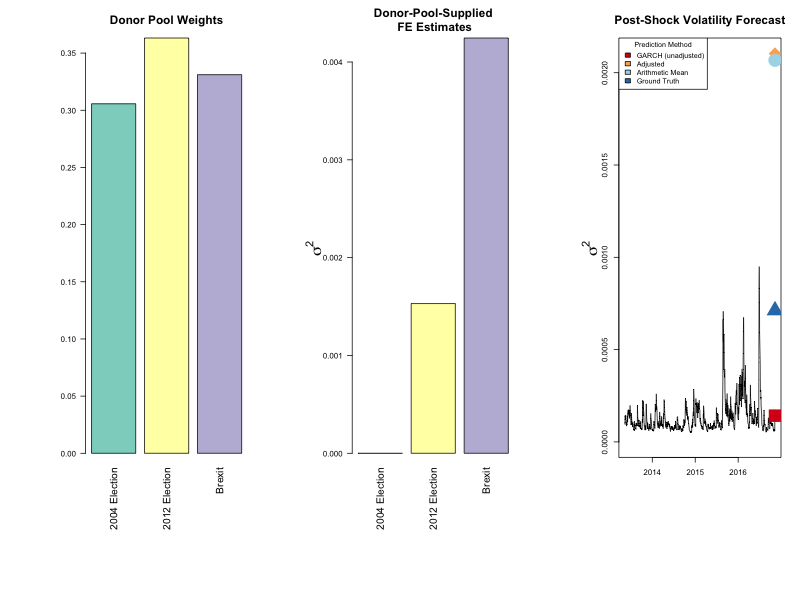 Donor Pool Weights
0.35
0.30
0.25
0.20
0.15
0.10
0.05
0.00
2004 Election
2012 Election
Brexit
Donor-Pool-Supplied
FE Estimates
σ²
0.004
0.003
0.002
0.001
0.000
2004 Election
2012 Election
Brexit
Post-Shock Volatility Forecast
Prediction Method
GARCH (unadjusted)
Adjusted
Arithmetic Mean
Ground Truth
σ²
0.0020
0.0015
0.0010
0.0005
0.0000
2014 2015 2016